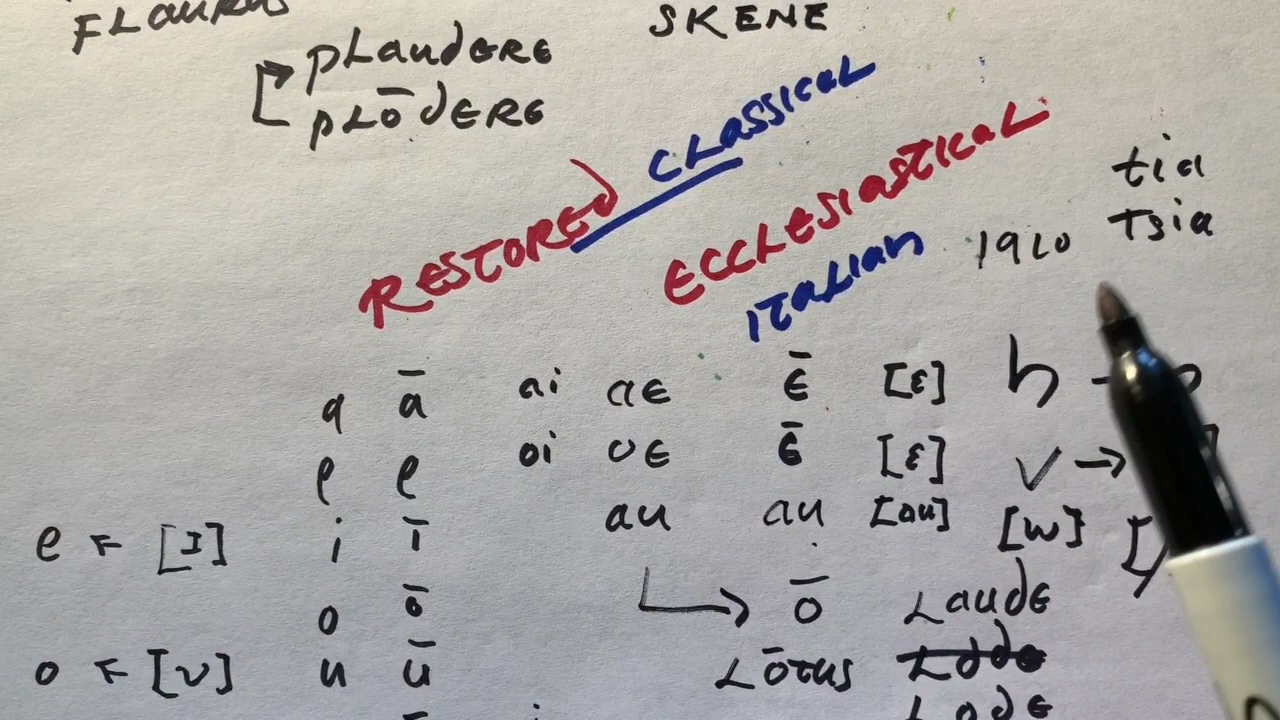 SKENE
pLaudERE
pLōdERE
RESTOREd CLassical
ECCLESIastical
ITaLian
1910
tia
Tsia
a ā ai aE Ē [ɛ] h →
e e oi oE Ē [ɛ] v →
au au [au] [w]
e ← [I] i ī
→ ō LaudE
o ō
o ← [ʊ] u ū LōTUS
LodE